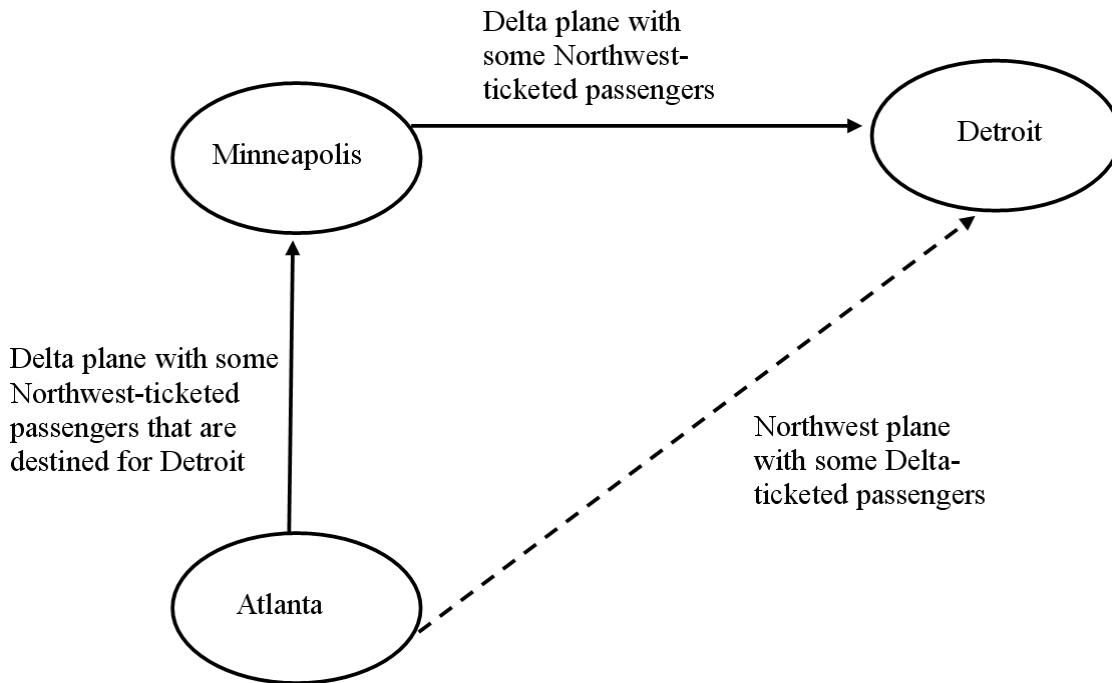 Delta plane with
some Northwest-
ticketed passengers
Minneapolis
Detroit
Delta plane with some
Northwest-ticketed
passengers that are
destined for Detroit
Northwest plane
with some Delta-
ticketed passengers
Atlanta